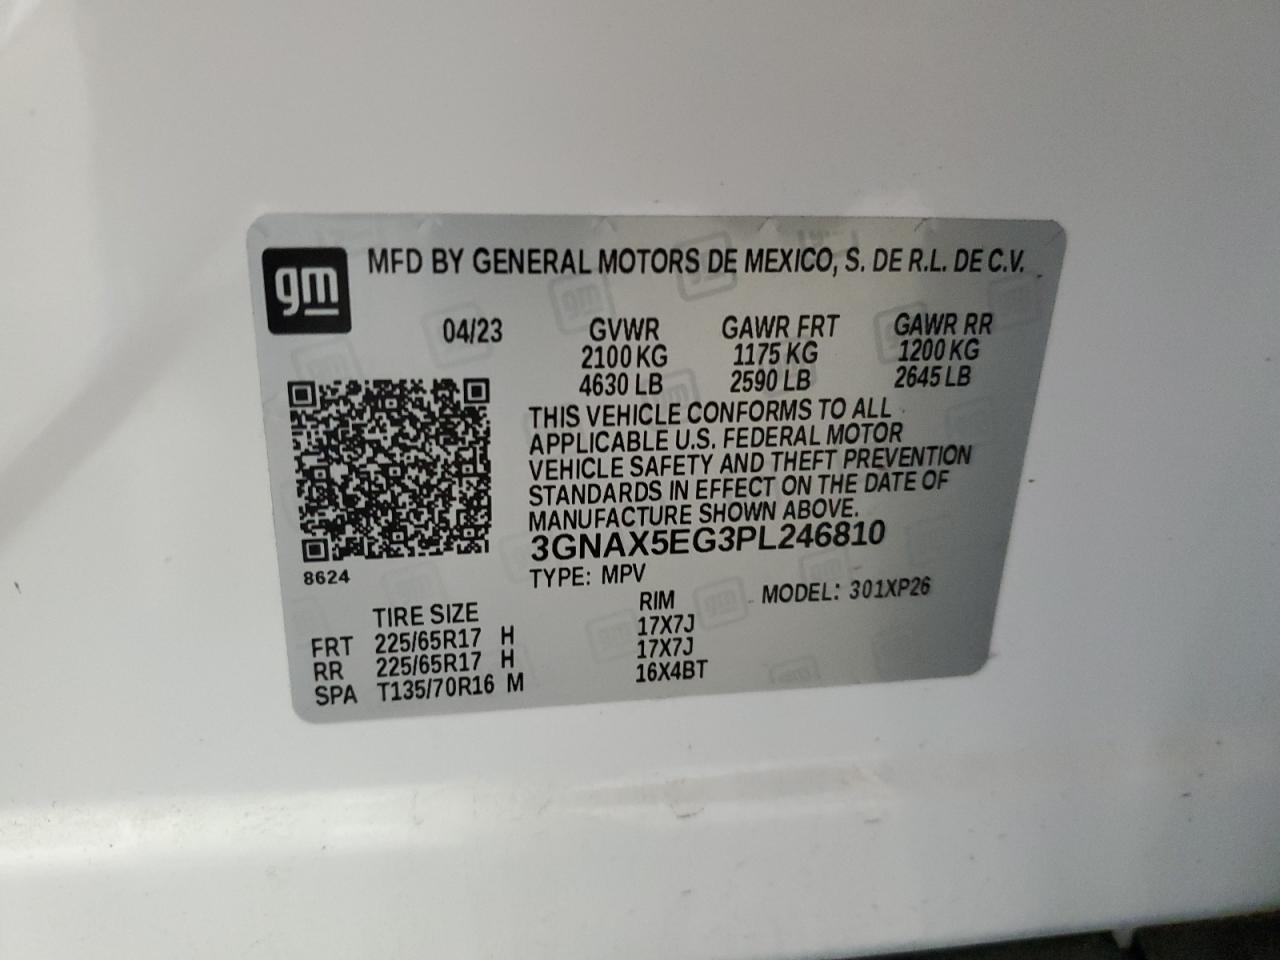 gm MFD BY GENERAL MOTORS DE MEXICO, S. DE R.L. DE C.V.
04/23 GVWR GAWR FRT GAWR RR
2100 KG 1175 KG 1200 KG
4630 LB 2590 LB 2645 LB
THIS VEHICLE CONFORMS TO ALL
APPLICABLE U.S. FEDERAL MOTOR
VEHICLE SAFETY AND THEFT PREVENTION
STANDARDS IN EFFECT ON THE DATE OF
MANUFACTURE SHOWN ABOVE.
3GNAX5EG3PL246810
8624
TYPE: MPV
MODEL: 301XP26
TIRE SIZE RIM
FRT 225/65R17 H 17X7J
RR 225/65R17 H 17X7J
SPA T135/70R16 M 16X4BT